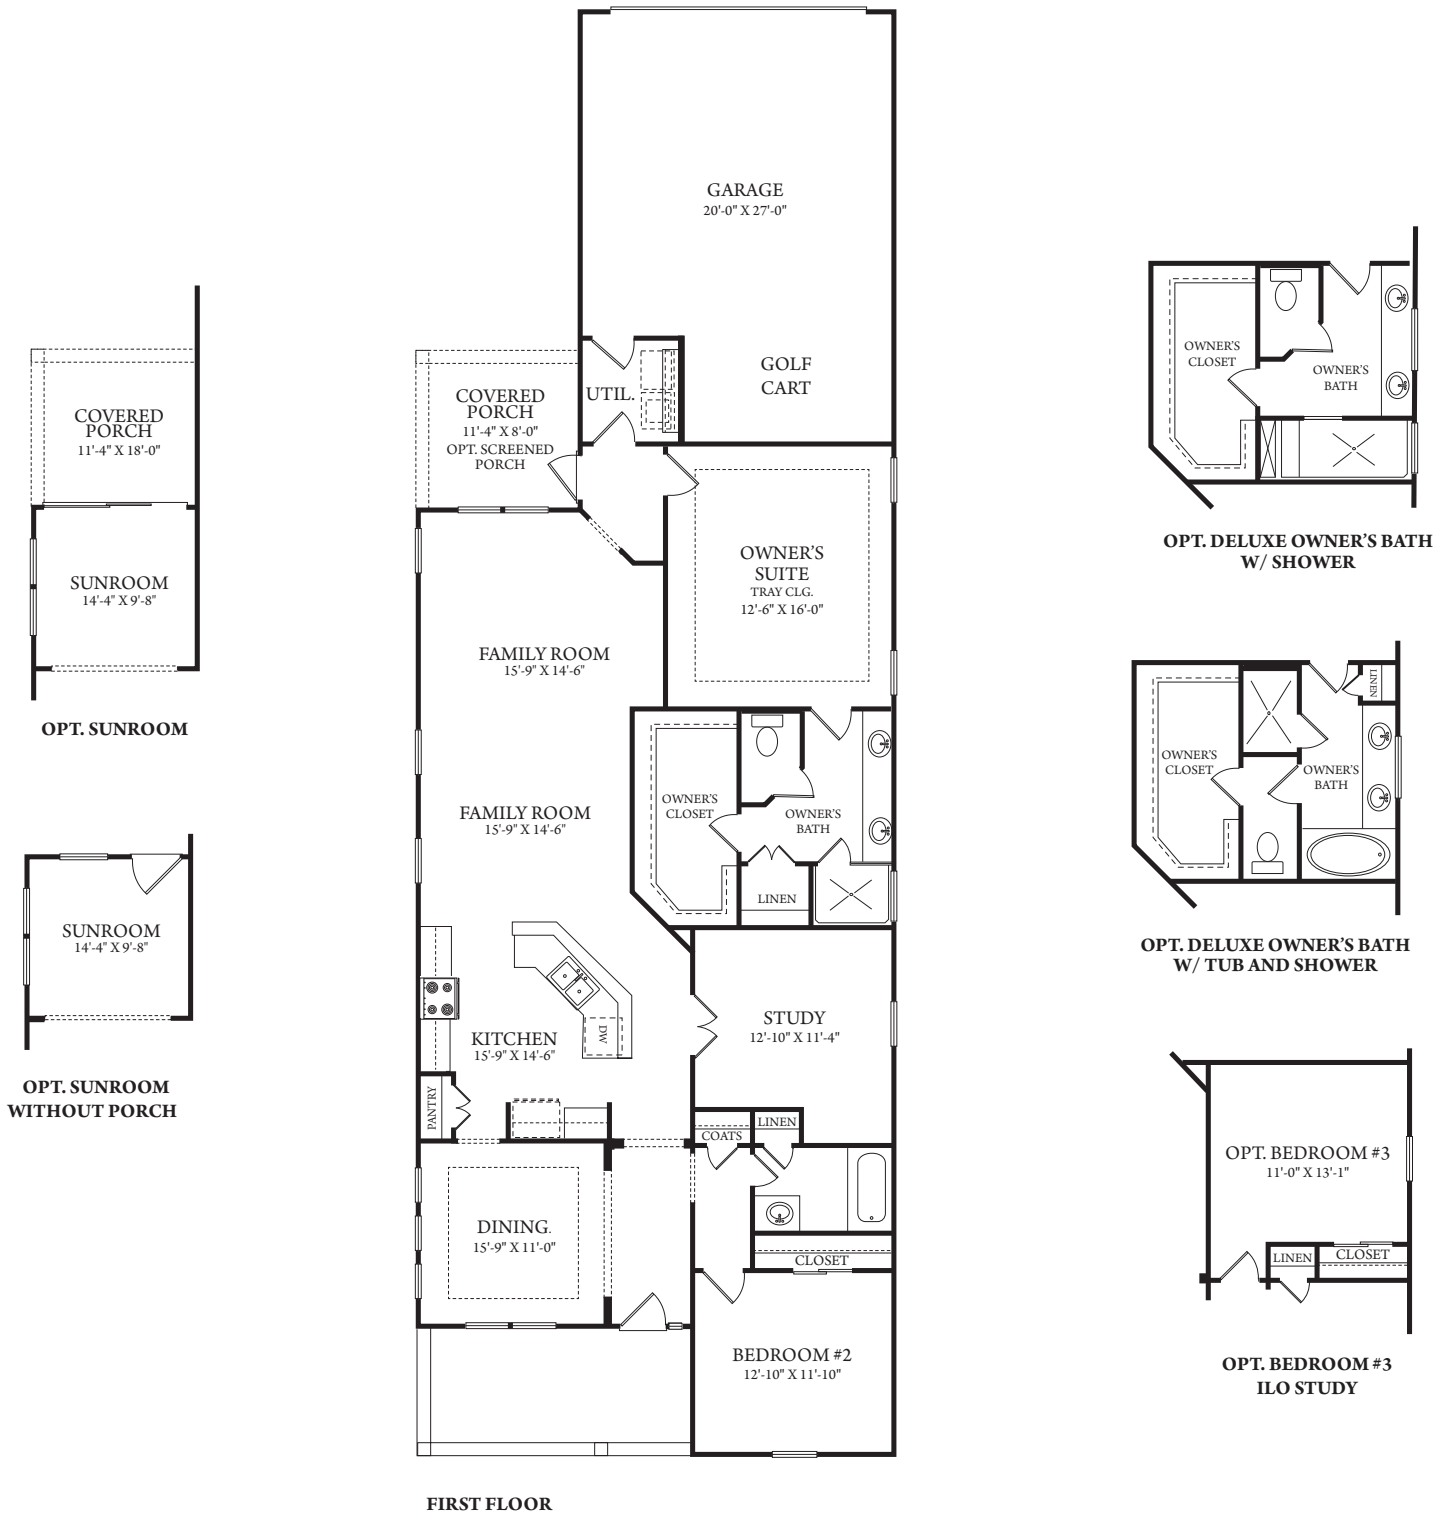 GARAGE
20'-0" X 27'-0"
GOLF
CART
UTIL.
COVERED
PORCH
11'-4" X 8'-0"
OPT. SCREENED
PORCH
OWNER'S
SUITE
TRAY CLG.
12'-6" X 16'-0"
FAMILY ROOM
15'-9" X 14'-6"
FAMILY ROOM
15'-9" X 14'-6"
OWNER'S
CLOSET
OWNER'S
BATH
LINEN
KITCHEN
15'-9" X 14'-6"
DW
PANTRY
STUDY
12'-10" X 11'-4"
COATS
LINEN
DINING.
15'-9" X 11'-0"
CLOSET
BEDROOM #2
12'-10" X 11'-10"
FIRST FLOOR
COVERED
PORCH
11'-4" X 18'-0"
SUNROOM
14'-4" X 9'-8"
OPT. SUNROOM
SUNROOM
14'-4" X 9'-8"
OPT. SUNROOM
WITHOUT PORCH
OWNER'S
CLOSET
OWNER'S
BATH
OPT. DELUXE OWNER'S BATH
W/ SHOWER
LINEN
OWNER'S
CLOSET
OWNER'S
BATH
OPT. DELUXE OWNER'S BATH
W/ TUB AND SHOWER
OPT. BEDROOM #3
11'-0" X 13'-1"
LINEN
CLOSET
OPT. BEDROOM #3
ILO STUDY